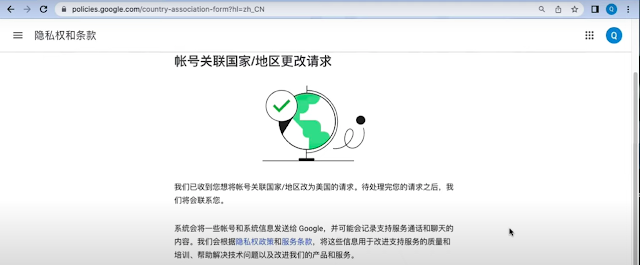 policies.google.com/country-association-form?hl=zh_CN
Q
隐私权和条款
Q
帐号关联国家/地区更改请求
我们已收到您想将帐号关联国家/地区改为美国的请求。待处理完您的请求之后，我
们将会联系您。
系统会将一些帐号和系统信息发送给 Google，并可能会记录支持服务通话和聊天的
内容。我们会根据隐私权政策和服务条款，将这些信息用于改进支持服务的质量和
培训、帮助解决技术问题以及改进我们的产品和服务。